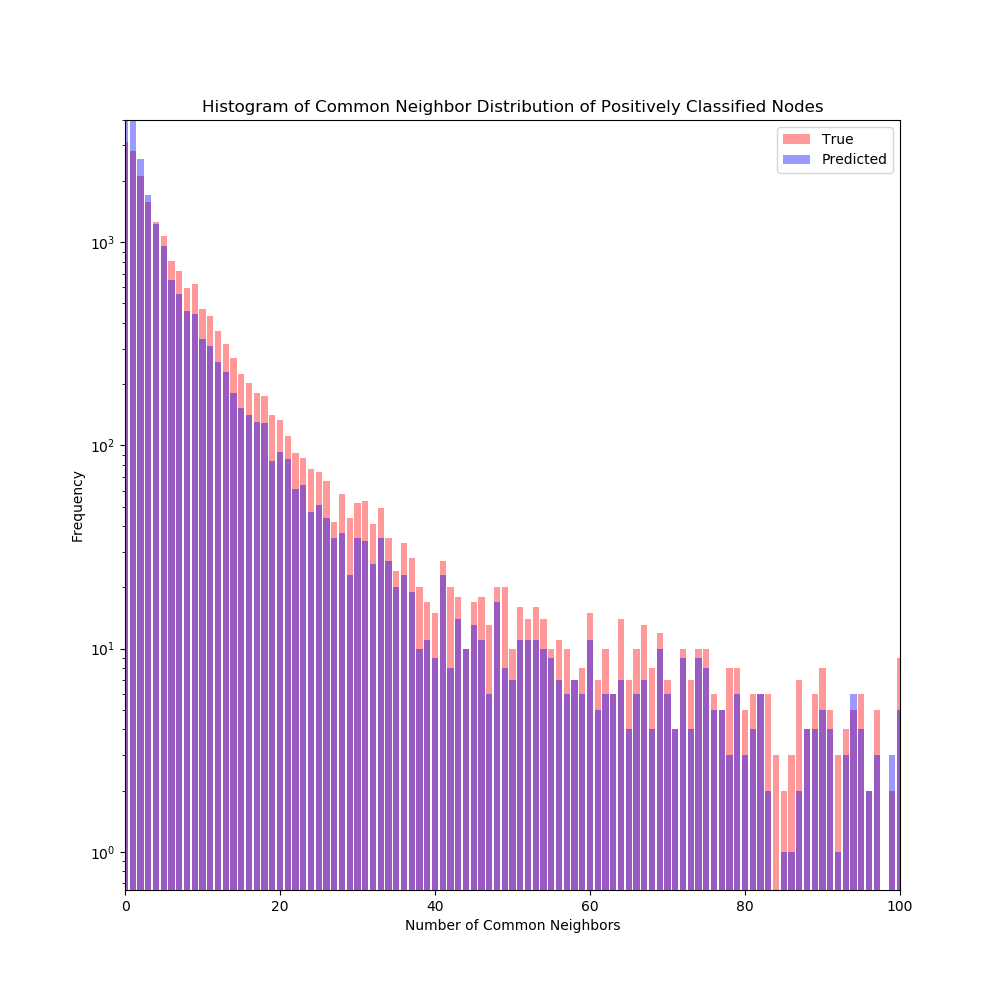 Histogram of Common Neighbor Distribution of Positively Classified Nodes
True
Predicted
10³
10²
10¹
10⁰
Frequency
0 20 40 60 80 100
Number of Common Neighbors